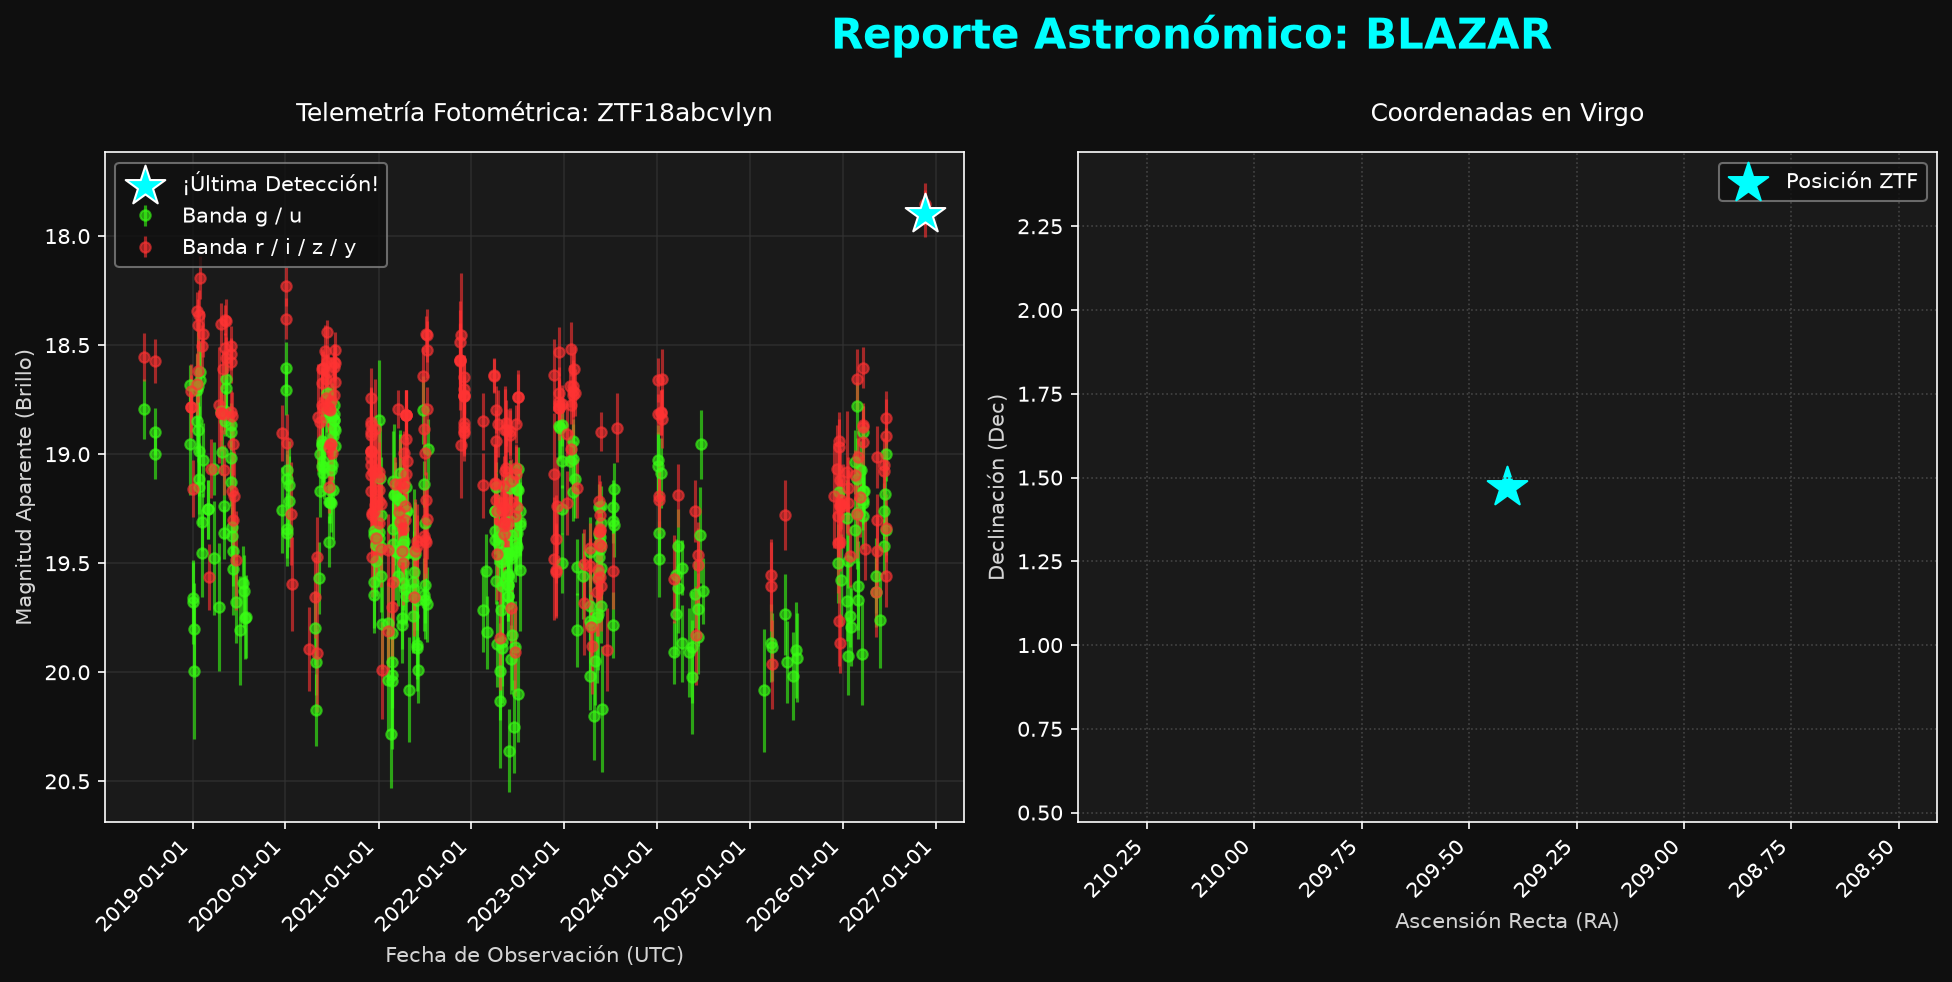 Reporte Astronómico: BLAZAR
Telemetría Fotométrica: ZTF18abcvlyn
¡Última Detección!
Banda g / u
Banda r / i / z / y
Magnitud Aparente (Brillo)
18.0
18.5
19.0
19.5
20.0
20.5
2019-01-01
2020-01-01
2021-01-01
2022-01-01
2023-01-01
2024-01-01
2025-01-01
2026-01-01
2027-01-01
Fecha de Observación (UTC)
Coordenadas en Virgo
Posición ZTF
Declinación (Dec)
2.25
2.00
1.75
1.50
1.25
1.00
0.75
0.50
210.25
210.00
209.75
209.50
209.25
209.00
208.75
208.50
Ascensión Recta (RA)